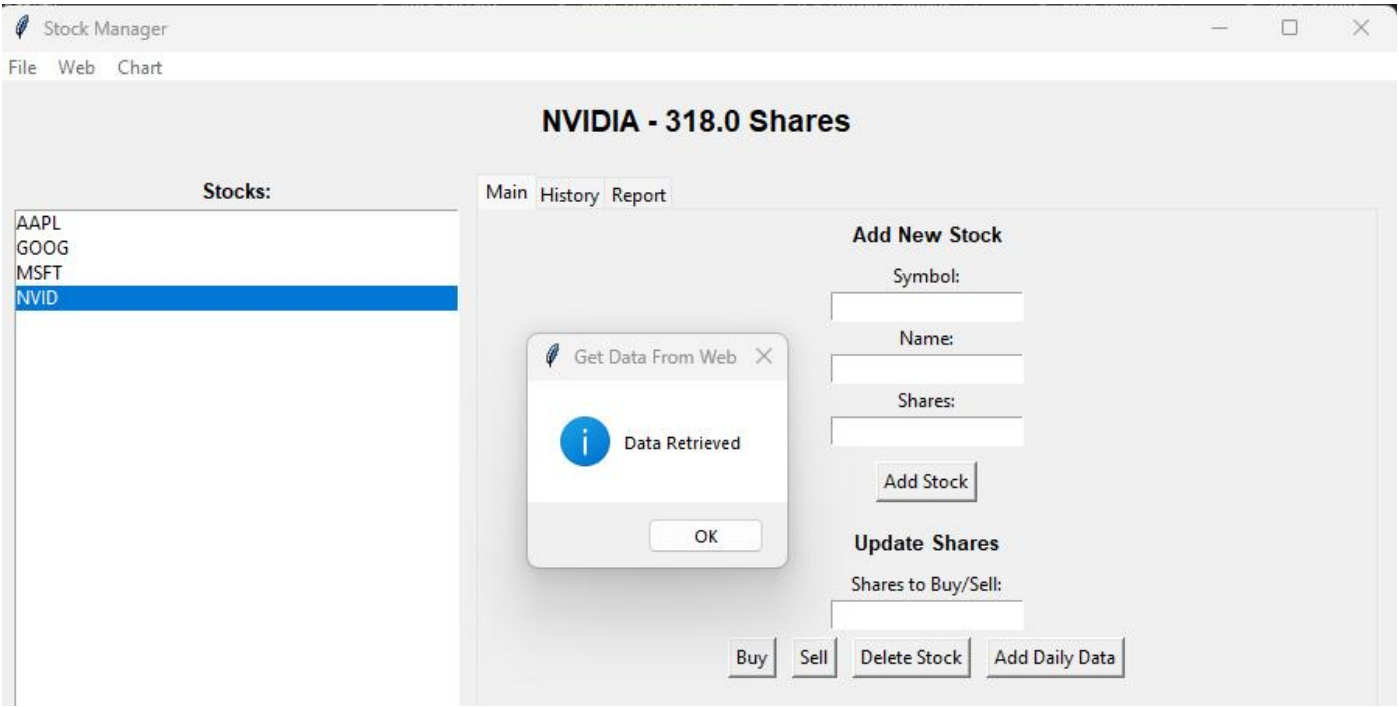 Stock Manager
File Web Chart
NVIDIA - 318.0 Shares
Stocks:
AAPL
GOOG
MSFT
NVID
Main History Report
Add New Stock
Symbol:
Name:
Shares:
Add Stock
Update Shares
Shares to Buy/Sell:
Buy Sell Delete Stock Add Daily Data
Get Data From Web
Data Retrieved
OK